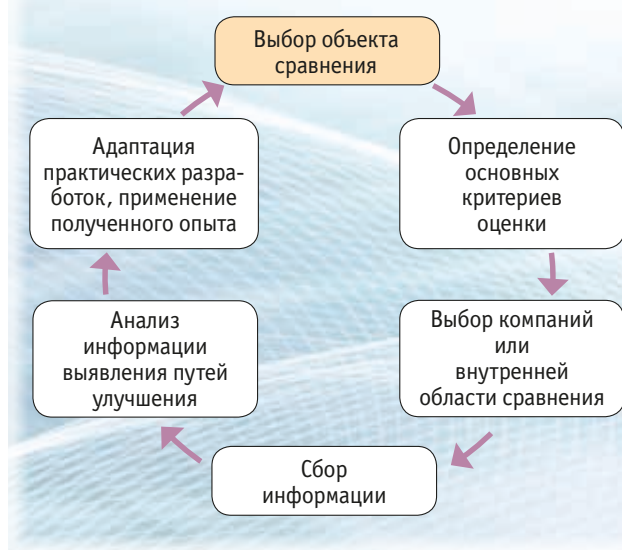 Выбор объекта
сравнения
Определение
основных
критериев
оценки
Выбор компаний
или
внутренней
области сравнения
Сбор
информации
Анализ
информации
выявления путей
улучшения
Адаптация
практических разра-
боток, применение
полученного опыта